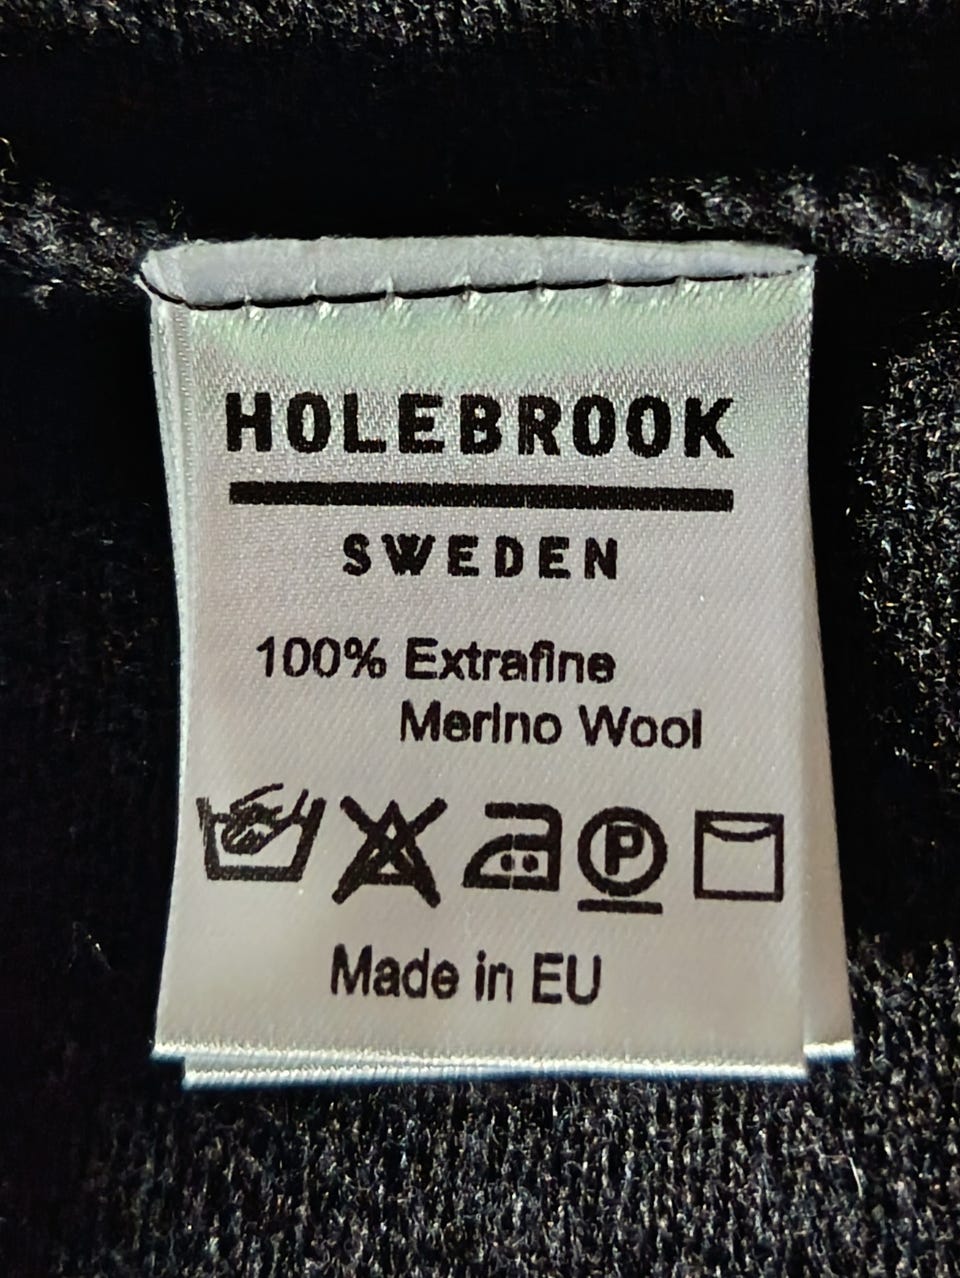 HOLEBROOK
SWEDEN
100% Extrafine
Merino Wool
P
Made in EU